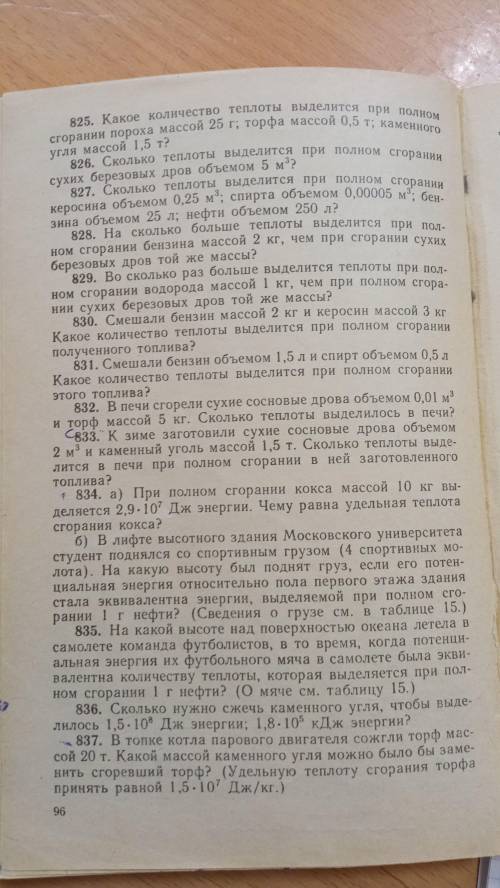 825. Какое количество теплоты выделится при полном
сгорании пороха массой 25 г; торфа массой 0,5 т; каменного
угля массой 1,5 т?
826. Сколько теплоты выделится при полном сгорании
сухих березовых дров объемом 5 м³?
827. Сколько теплоты выделится при полном сгорании
керосина объемом 0,25 м³; спирта объемом 0,00005 м³; бен-
зина объемом 25 л; нефти объемом 250 л?
828. На сколько больше теплоты выделится при пол-
ном сгорании бензина массой 2 кг, чем при сгорании сухих
березовых дров той же массы?
829. Во сколько раз больше выделится теплоты при пол-
ном сгорании водорода массой 1 кг, чем при полном сгора-
нии сухих березовых дров той же массы?
830. Смешали бензин массой 2 кг и керосин массой 3 кг
Какое количество теплоты выделится при полном сгорании
полученного топлива?
831. Смешали бензин объемом 1,5 л и спирт объемом 0,5 л
Какое количество теплоты выделится при полном сгорании
этого топлива?
832. В печи сгорели сухие сосновые дрова объемом 0,01 м³
и торф массой 5 кг. Сколько теплоты выделилось в печи?
833. К зиме заготовили сухие сосновые дрова объемом
2 м³ и каменный уголь массой 1,5 т. Сколько теплоты выде-
лится в печи при полном сгорании в ней заготовленного
топлива?
834. а) При полном сгорании кокса массой 10 кг вы-
деляется 2,9·10⁷ Дж энергии. Чему равна удельная теплота
сгорания кокса?
б) В лифте высотного здания Московского университета
студент поднялся со спортивным грузом (4 спортивных мо-
лота). На какую высоту был поднят груз, если его потен-
циальная энергия относительно пола первого этажа здания
стала эквивалентна энергии, выделяемой при полном сго-
рании 1 г нефти? (Сведения о грузе см. в таблице 15.)
835. На какой высоте над поверхностью океана летела в
самолете команда футболистов, в то время, когда потенци-
альная энергия их футбольного мяча в самолете была экви-
валентна количеству теплоты, которая выделяется при пол-
ном сгорании 1 г нефти? (О мяче см. таблицу 15.)
836. Сколько нужно сжечь каменного угля, чтобы выде-
лилось 1,5·10⁸ Дж энергии; 1,8·10⁵ кДж энергии?
837. В топке котла парового двигателя сожгли торф мас-
сой 20 т. Какой массой каменного угля можно было бы заме-
нить сгоревший торф? (Удельную теплоту сгорания торфа
принять равной 1,5·10⁷ Дж/кг.)
96